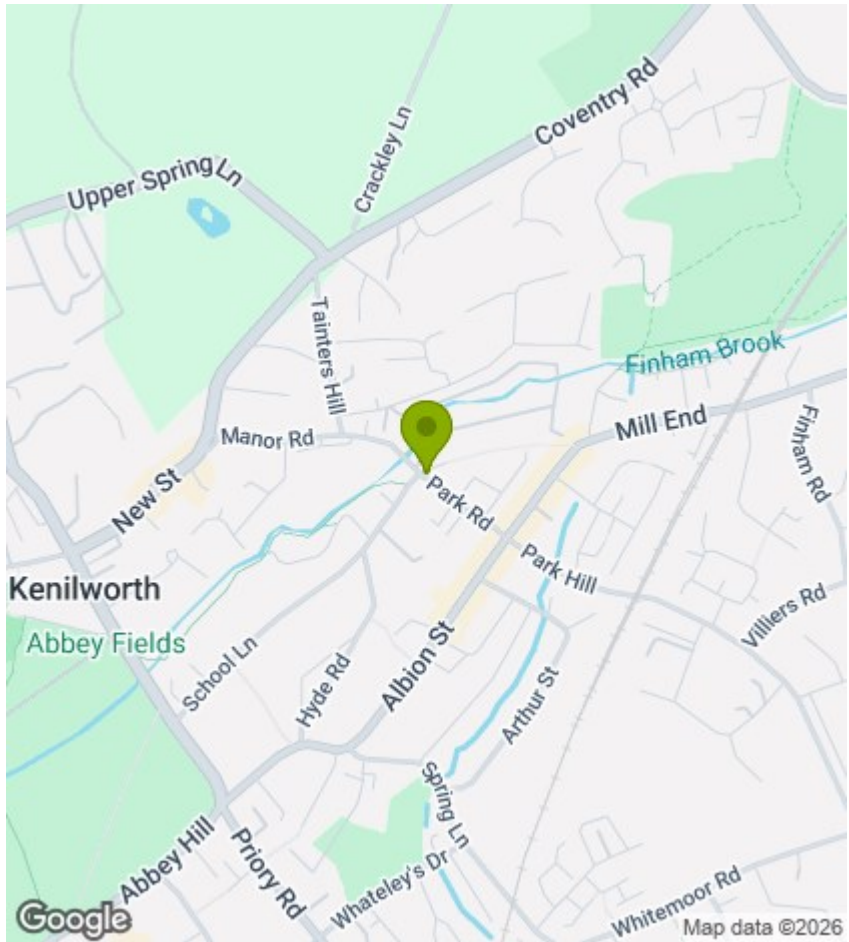 Coventry Rd
Crackley Ln
Upper Spring Ln
Tainters Hill
Finham Brook
Mill End
Finham Rd
Manor Rd
New St
Park Rd
Park Hill
Kenilworth
Abbey Fields
Villiers Rd
School Ln
Hyde Rd
Albion St
Arthur St
Spring Ln
Abbey Hill
Priory Rd
Whateley's Dr
Whitemoor Rd
Google
Map data ©2026